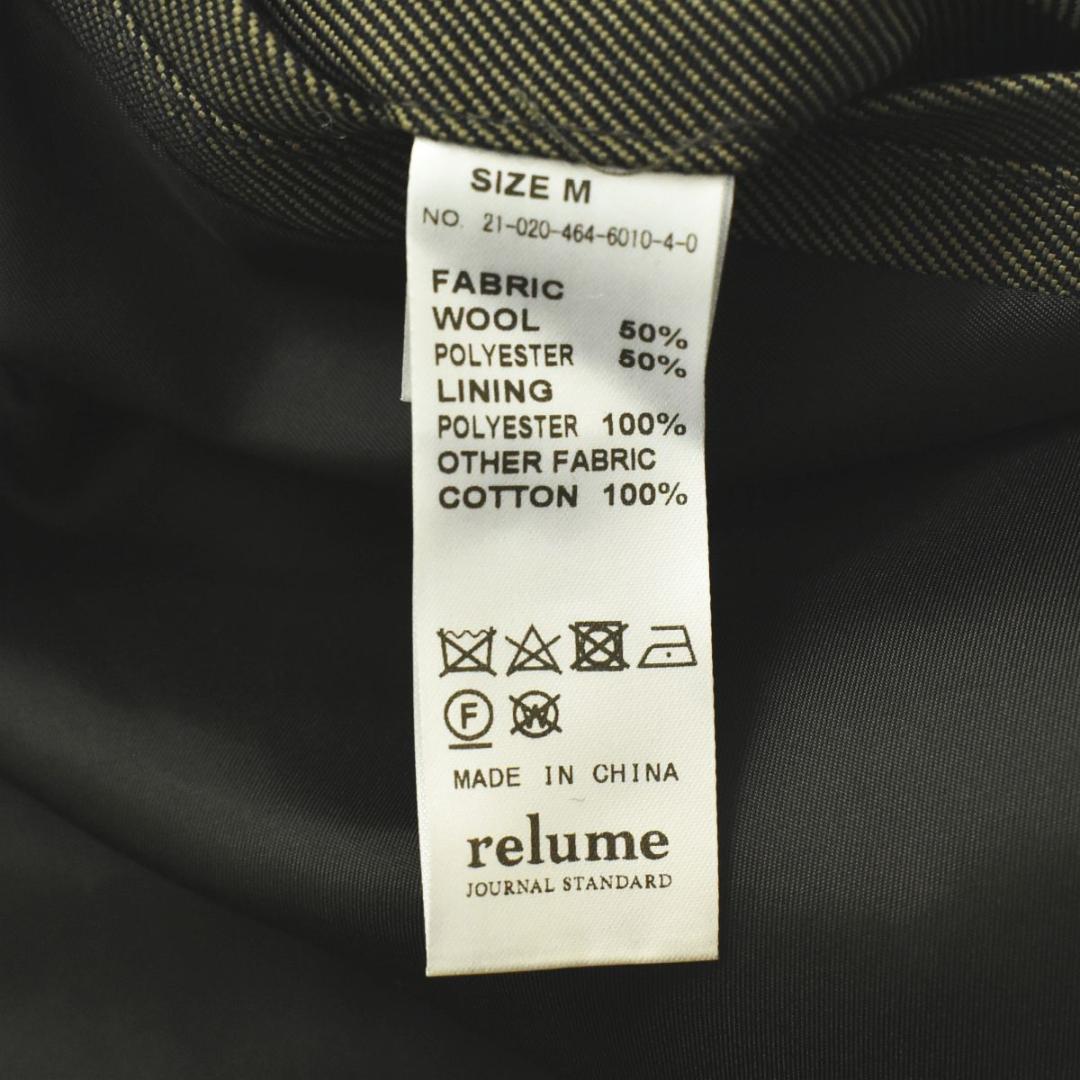 SIZE M
NO. 21-020-464-6010-4-0
FABRIC
WOOL 50%
POLYESTER 50%
LINING
POLYESTER 100%
OTHER FABRIC
COTTON 100%
F W
MADE IN CHINA
relume
JOURNAL STANDARD